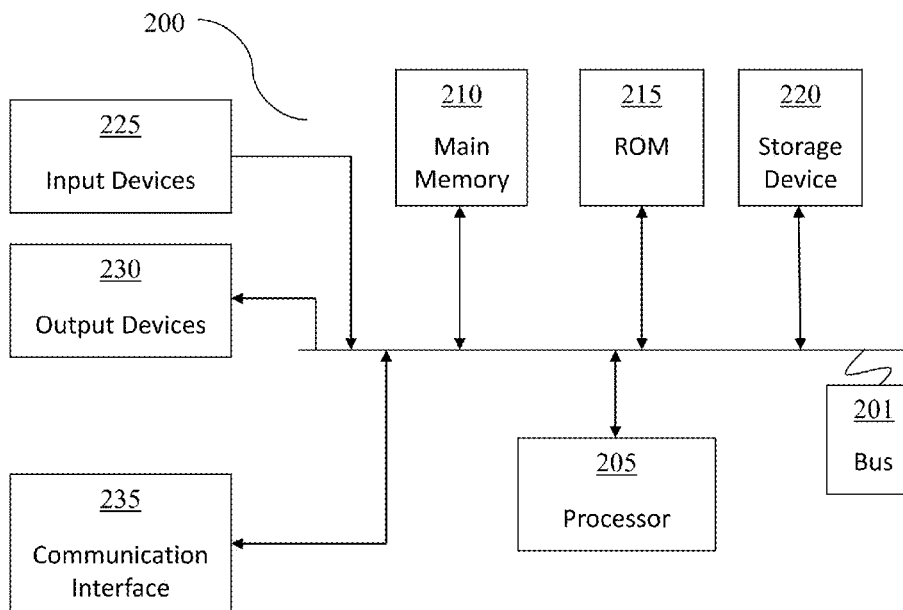 200
225
Input Devices
210
Main
Memory
215
ROM
220
Storage
Device
230
Output Devices
201
Bus
205
Processor
235
Communication
Interface